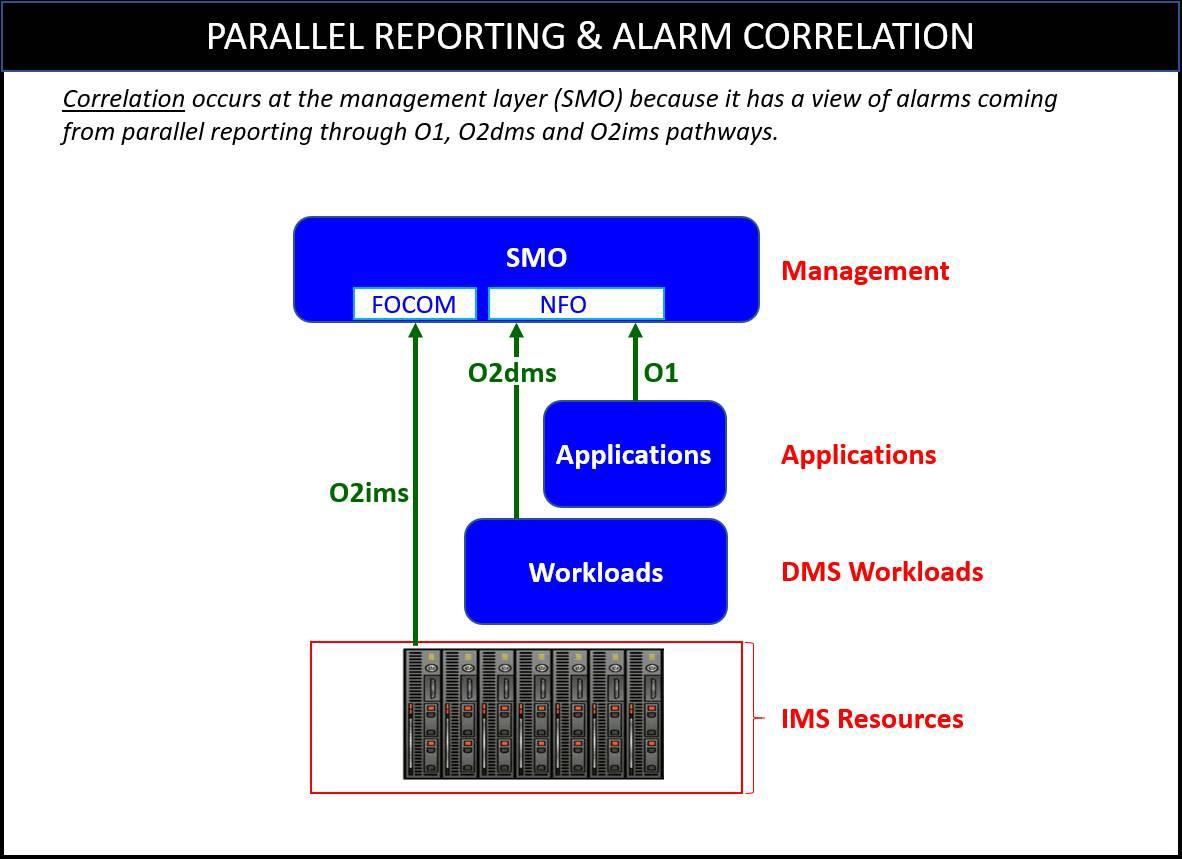 PARALLEL REPORTING & ALARM CORRELATION
Correlation occurs at the management layer (SMO) because it has a view of alarms coming
from parallel reporting through O1, O2dms and O2ims pathways.
SMO
Management
FOCOM
NFO
O2dms
O1
Applications
Applications
O2ims
Workloads
DMS Workloads
IMS Resources